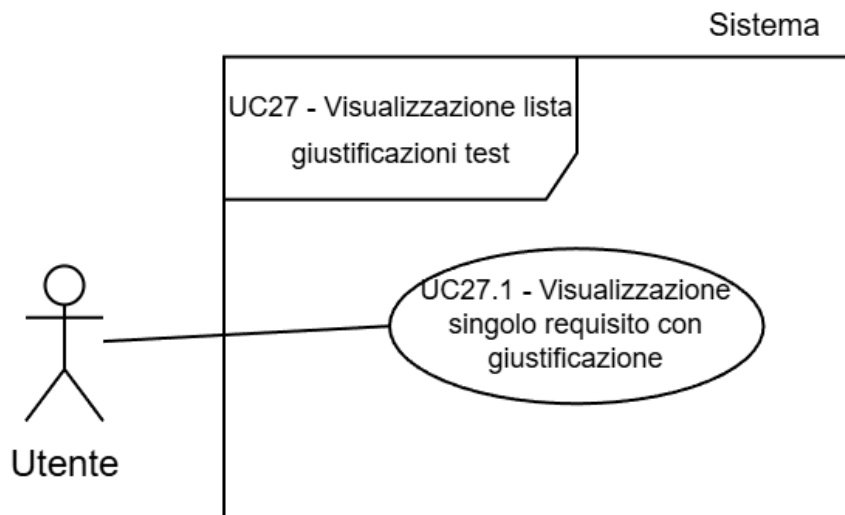 Sistema
UC27 - Visualizzazione lista
giustificazioni test
UC27.1 - Visualizzazione
singolo requisito con
giustificazione
Utente